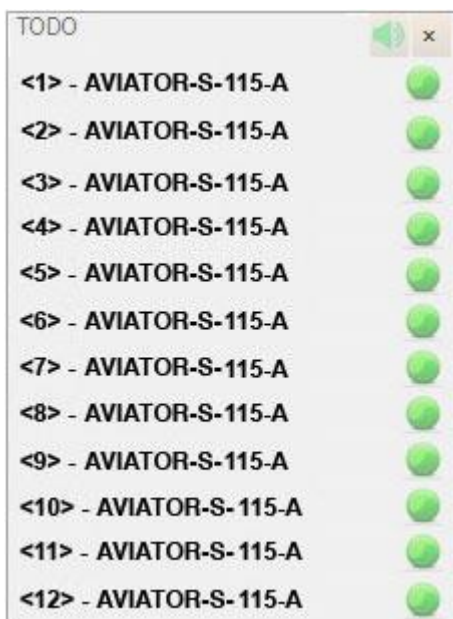 TODO
x
<1> - AVIATOR-S-115-A
<2> - AVIATOR-S-115-A
<3> - AVIATOR-S-115-A
<4> - AVIATOR-S-115-A
<5> - AVIATOR-S-115-A
<6> - AVIATOR-S-115-A
<7> - AVIATOR-S-115-A
<8> - AVIATOR-S-115-A
<9> - AVIATOR-S-115-A
<10> - AVIATOR-S-115-A
<11> - AVIATOR-S-115-A
<12> - AVIATOR-S-115-A